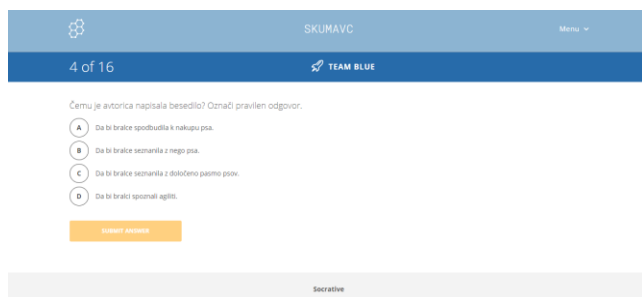 SKUMAVC
Menu
4 of 16
TEAM BLUE
Čemu je avtorica napisala besedilo? Označi pravilen odgovor.
A Da bi bralce spodbudila k nakupu psa.
B Da bi bralce seznanila z nego psa.
C Da bi bralce seznanila z določeno pasmo psov.
D Da bi bralci spoznali agiliti.
SUBMIT ANSWER
Socrative